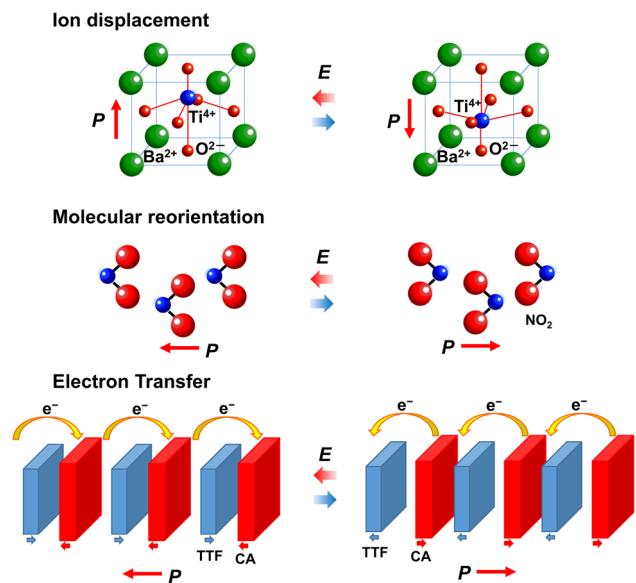 Ion displacement
E
P
Ti⁴⁺
Ba²⁺ O²⁻
P
Ti⁴⁺
Ba²⁺ O²⁻
Molecular reorientation
E
NO₂
P
P
Electron Transfer
e⁻ e⁻ e⁻
e⁻ e⁻ e⁻
E
TTF CA
TTF CA
P
P